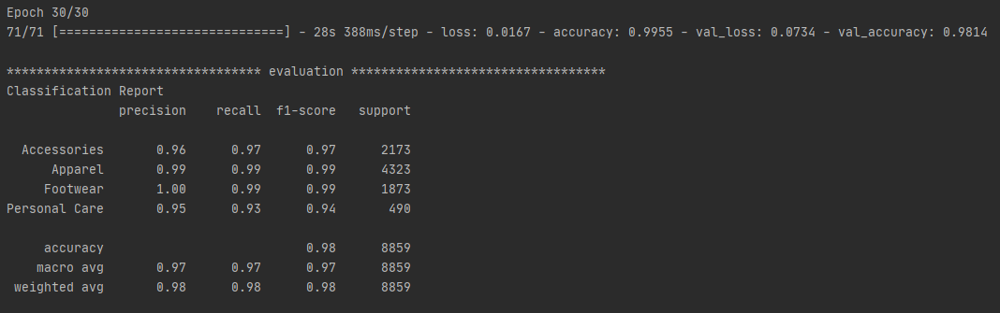 Epoch 30/30
71/71 [==============================] - 28s 388ms/step - loss: 0.0167 - accuracy: 0.9955 - val_loss: 0.0734 - val_accuracy: 0.9814
********************************** evaluation **********************************
Classification Report
precision recall f1-score support
Accessories 0.96 0.97 0.97 2173
Apparel 0.99 0.99 0.99 4323
Footwear 1.00 0.99 0.99 1873
Personal Care 0.95 0.93 0.94 490
accuracy 0.98 8859
macro avg 0.97 0.97 0.97 8859
weighted avg 0.98 0.98 0.98 8859